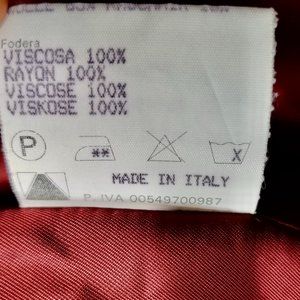 Fodera
VISCOSA 100%
RAYON 100%
VISCOSE 100%
VISKOSE 100%
P
MADE IN ITALY
P. IVA 00549700987